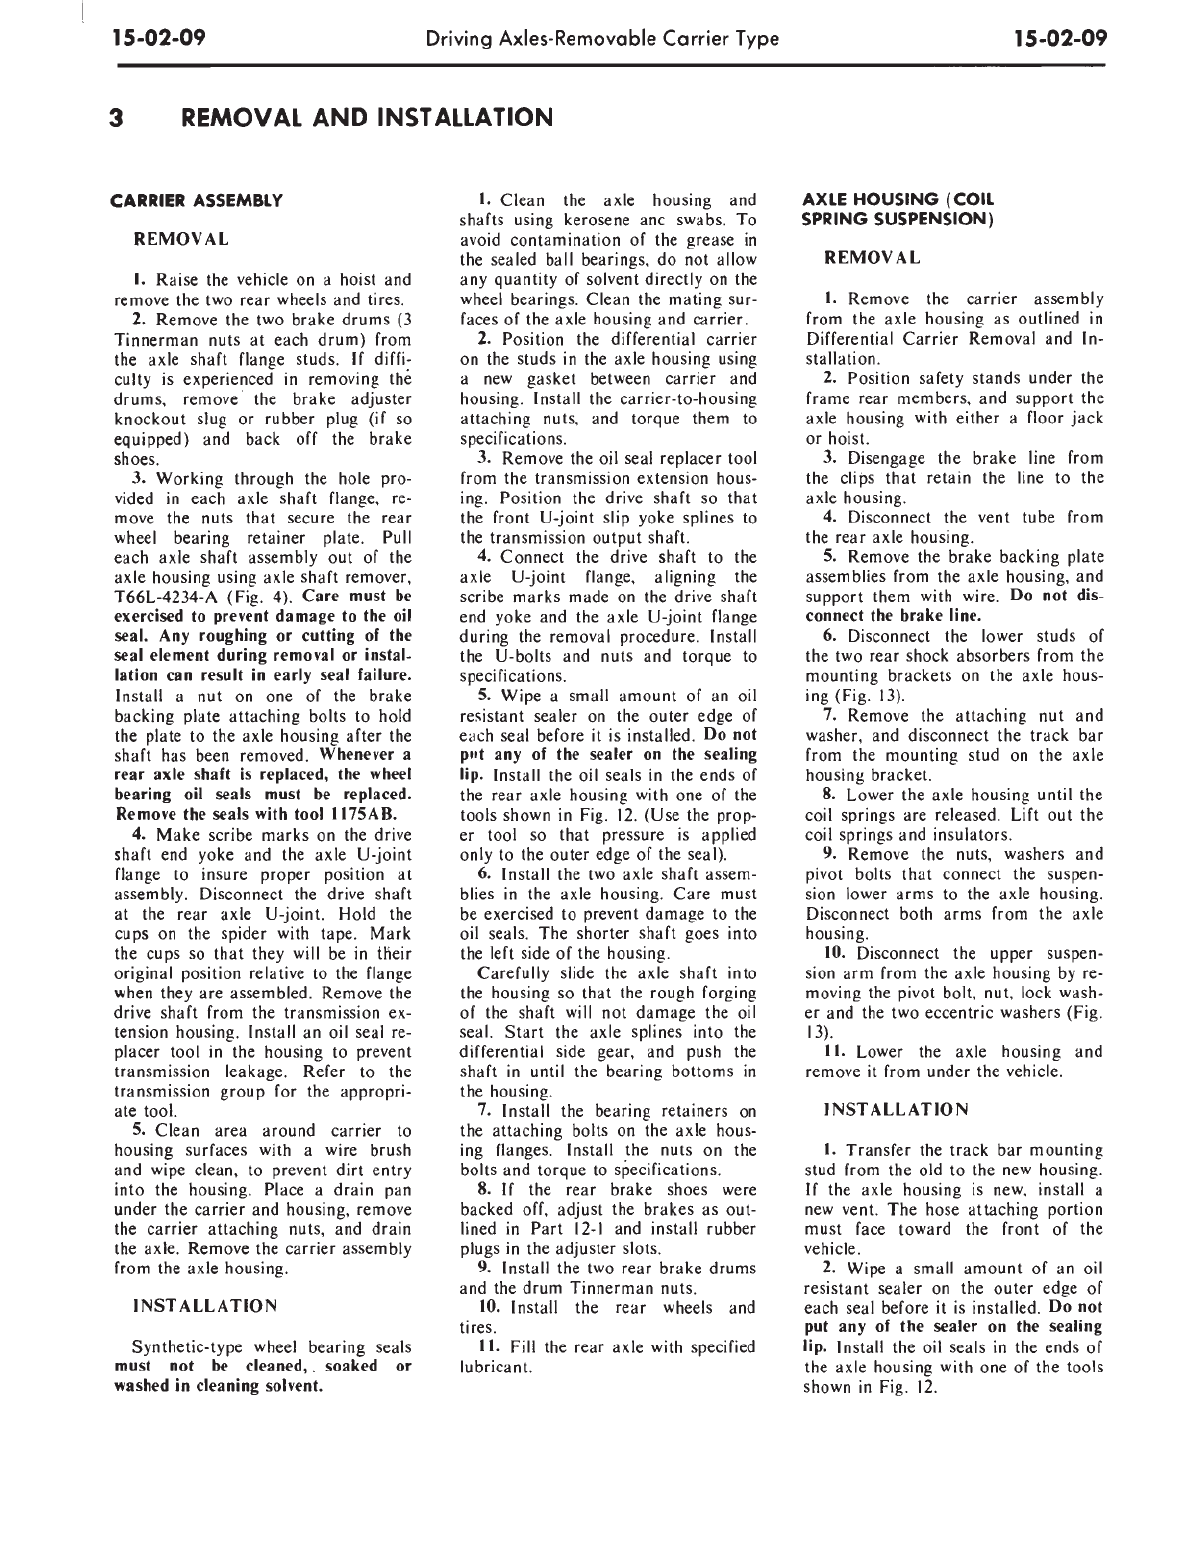 15-02-09
Driving Axles-Removable Carrier Type
15-02-09
3 REMOVAL AND INSTALLATION
CARRIER ASSEMBLY
REMOVAL
1. Raise the vehicle on a hoist and
remove the two rear wheels and tires.
2. Remove the two brake drums (3
Tinnerman nuts at each drum) from
the axle shaft flange studs. If diffi-
culty is experienced in removing the
drums, remove the brake adjuster
knockout slug or rubber plug (if so
equipped) and back off the brake
shoes.
3. Working through the hole pro-
vided in each axle shaft flange, re-
move the nuts that secure the rear
wheel bearing retainer plate. Pull
each axle shaft assembly out of the
axle housing using axle shaft remover,
T66L-4234-A (Fig. 4). Care must be
exercised to prevent damage to the oil
seal. Any roughing or cutting of the
seal element during removal or instal-
lation can result in early seal failure.
Install a nut on one of the brake
backing plate attaching bolts to hold
the plate to the axle housing after the
shaft has been removed. Whenever a
rear axle shaft is replaced, the wheel
bearing oil seals must be replaced.
Remove the seals with tool 1175AB.
4. Make scribe marks on the drive
shaft end yoke and the axle U-joint
flange to insure proper position at
assembly. Disconnect the drive shaft
at the rear axle U-joint. Hold the
cups on the spider with tape. Mark
the cups so that they will be in their
original position relative to the flange
when they are assembled. Remove the
drive shaft from the transmission ex-
tension housing. Install an oil seal re-
placer tool in the housing to prevent
transmission leakage. Refer to the
transmission group for the appropri-
ate tool.
5. Clean area around carrier to
housing surfaces with a wire brush
and wipe clean, to prevent dirt entry
into the housing. Place a drain pan
under the carrier and housing, remove
the carrier attaching nuts, and drain
the axle. Remove the carrier assembly
from the axle housing.
INSTALLATION
Synthetic-type wheel bearing seals
must not be cleaned, . soaked or
washed in cleaning solvent.
1. Clean the axle housing and
shafts using kerosene anc swabs. To
avoid contamination of the grease in
the sealed ball bearings, do not allow
any quantity of solvent directly on the
wheel bearings. Clean the mating sur-
faces of the axle housing and carrier.
2. Position the differential carrier
on the studs in the axle housing using
a new gasket between carrier and
housing. Install the carrier-to-housing
attaching nuts, and torque them to
specifications.
3. Remove the oil seal replacer tool
from the transmission extension hous-
ing. Position the drive shaft so that
the front U-joint slip yoke splines to
the transmission output shaft.
4. Connect the drive shaft to the
axle U-joint flange, aligning the
scribe marks made on the drive shaft
end yoke and the axle U-joint flange
during the removal procedure. Install
the U-bolts and nuts and torque to
specifications.
5. Wipe a small amount of an oil
resistant sealer on the outer edge of
each seal before it is installed. Do not
put any of the sealer on the sealing
lip. Install the oil seals in the ends of
the rear axle housing with one of the
tools shown in Fig. 12. (Use the prop-
er tool so that pressure is applied
only to the outer edge of the seal).
6. Install the two axle shaft assem-
blies in the axle housing. Care must
be exercised to prevent damage to the
oil seals. The shorter shaft goes into
the left side of the housing.
Carefully slide the axle shaft into
the housing so that the rough forging
of the shaft will not damage the oil
seal. Start the axle splines into the
differential side gear, and push the
shaft in until the bearing bottoms in
the housing.
7. Install the bearing retainers on
the attaching bolts on the axle hous-
ing flanges. Install the nuts on the
bolts and torque to specifications.
8. If the rear brake shoes were
backed off, adjust the brakes as out-
lined in Part 12-1 and install rubber
plugs in the adjuster slots.
9. Install the two rear brake drums
and the drum Tinnerman nuts.
10. Install the rear wheels and
tires.
11. Fill the rear axle with specified
lubricant.
AXLE HOUSING (COIL
SPRING SUSPENSION)
REMOVAL
1. Remove the carrier assembly
from the axle housing as outlined in
Differential Carrier Removal and In-
stallation.
2. Position safety stands under the
frame rear members, and support the
axle housing with either a floor jack
or hoist.
3. Disengage the brake line from
the clips that retain the line to the
axle housing.
4. Disconnect the vent tube from
the rear axle housing.
5. Remove the brake backing plate
assemblies from the axle housing, and
support them with wire. Do not dis-
connect the brake line.
6. Disconnect the lower studs of
the two rear shock absorbers from the
mounting brackets on the axle hous-
ing (Fig. 13).
7. Remove the attaching nut and
washer, and disconnect the track bar
from the mounting stud on the axle
housing bracket.
8. Lower the axle housing until the
coil springs are released. Lift out the
coil springs and insulators.
9. Remove the nuts, washers and
pivot bolts that connect the suspen-
sion lower arms to the axle housing.
Disconnect both arms from the axle
housing.
10. Disconnect the upper suspen-
sion arm from the axle housing by re-
moving the pivot bolt, nut, lock wash-
er and the two eccentric washers (Fig.
13).
11. Lower the axle housing and
remove it from under the vehicle.
INSTALLATION
1. Transfer the track bar mounting
stud from the old to the new housing.
If the axle housing is new, install a
new vent. The hose attaching portion
must face toward the front of the
vehicle.
2. Wipe a small amount of an oil
resistant sealer on the outer edge of
each seal before it is installed. Do not
put any of the sealer on the sealing
lip. Install the oil seals in the ends of
the axle housing with one of the tools
shown in Fig. 12.